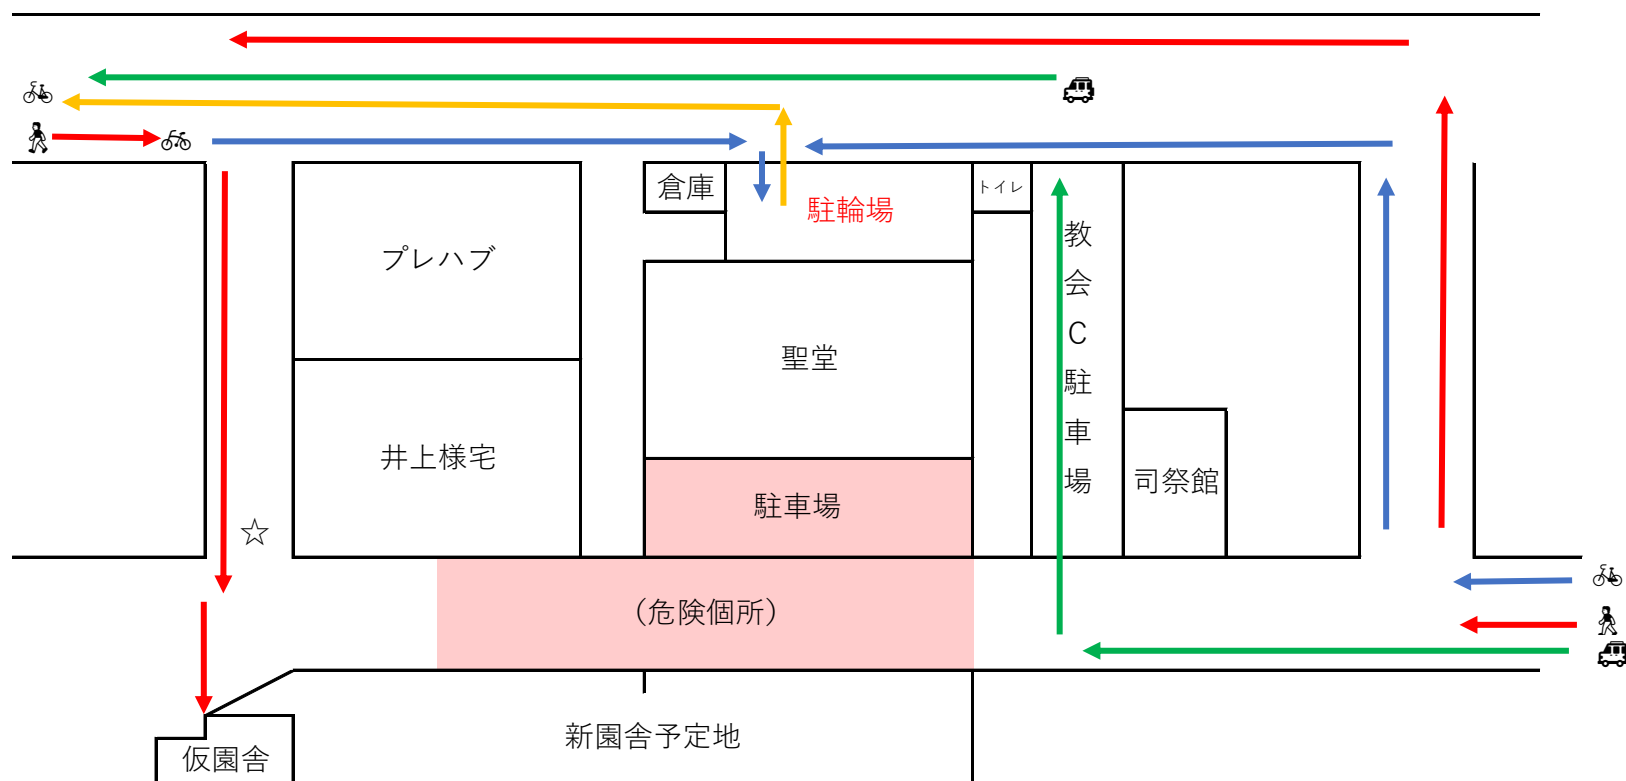 倉庫
トイレ
駐輪場
プレハブ
教会C駐車場
聖堂
井上様宅
司祭館
駐車場
☆
（危険個所）
新園舎予定地
仮園舎